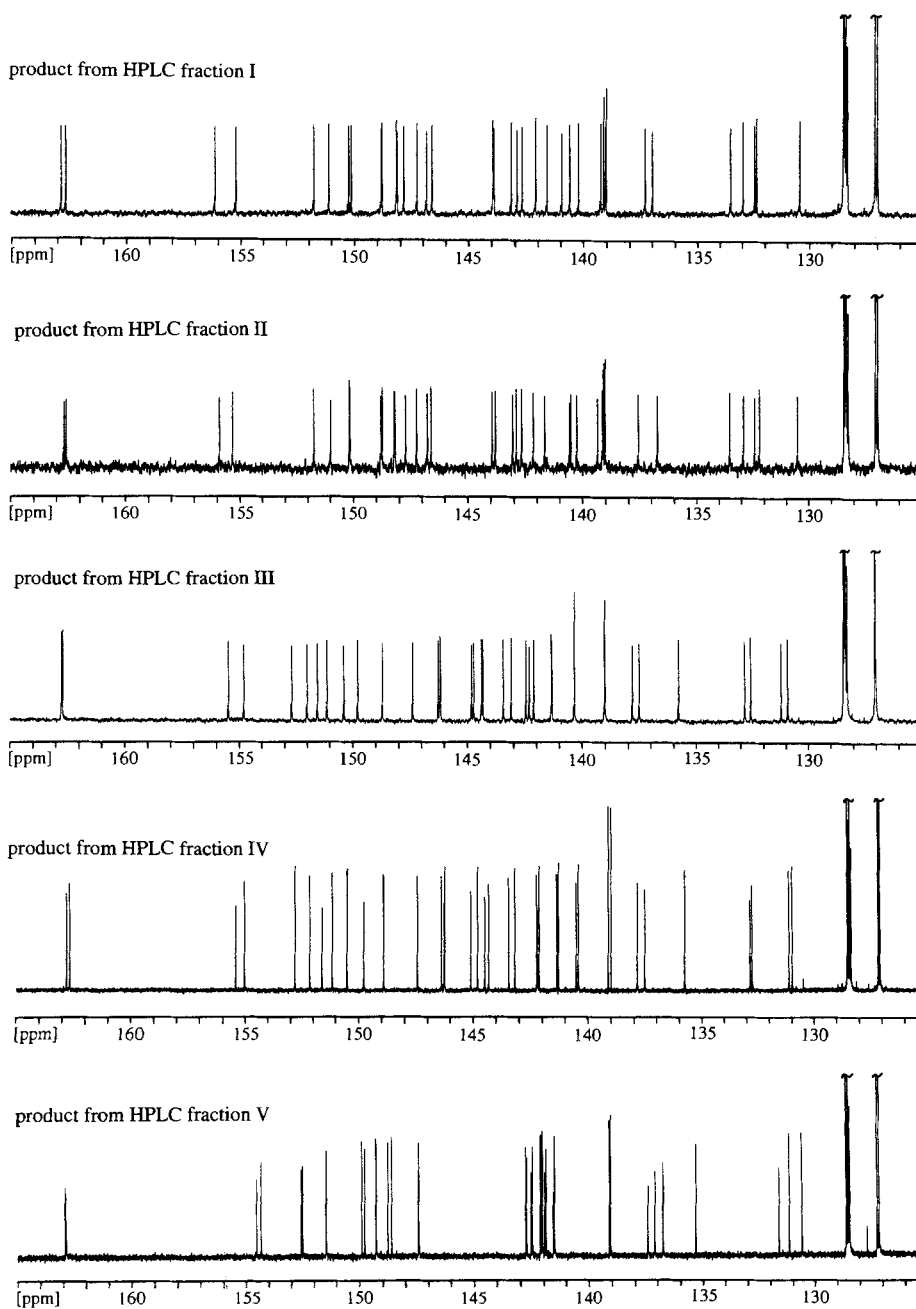 product from HPLC fraction I
[ppm] 160 155 150 145 140 135 130
product from HPLC fraction II
[ppm] 160 155 150 145 140 135 130
product from HPLC fraction III
[ppm] 160 155 150 145 140 135 130
product from HPLC fraction IV
[ppm] 160 155 150 145 140 135 130
product from HPLC fraction V
[ppm] 160 155 150 145 140 135 130